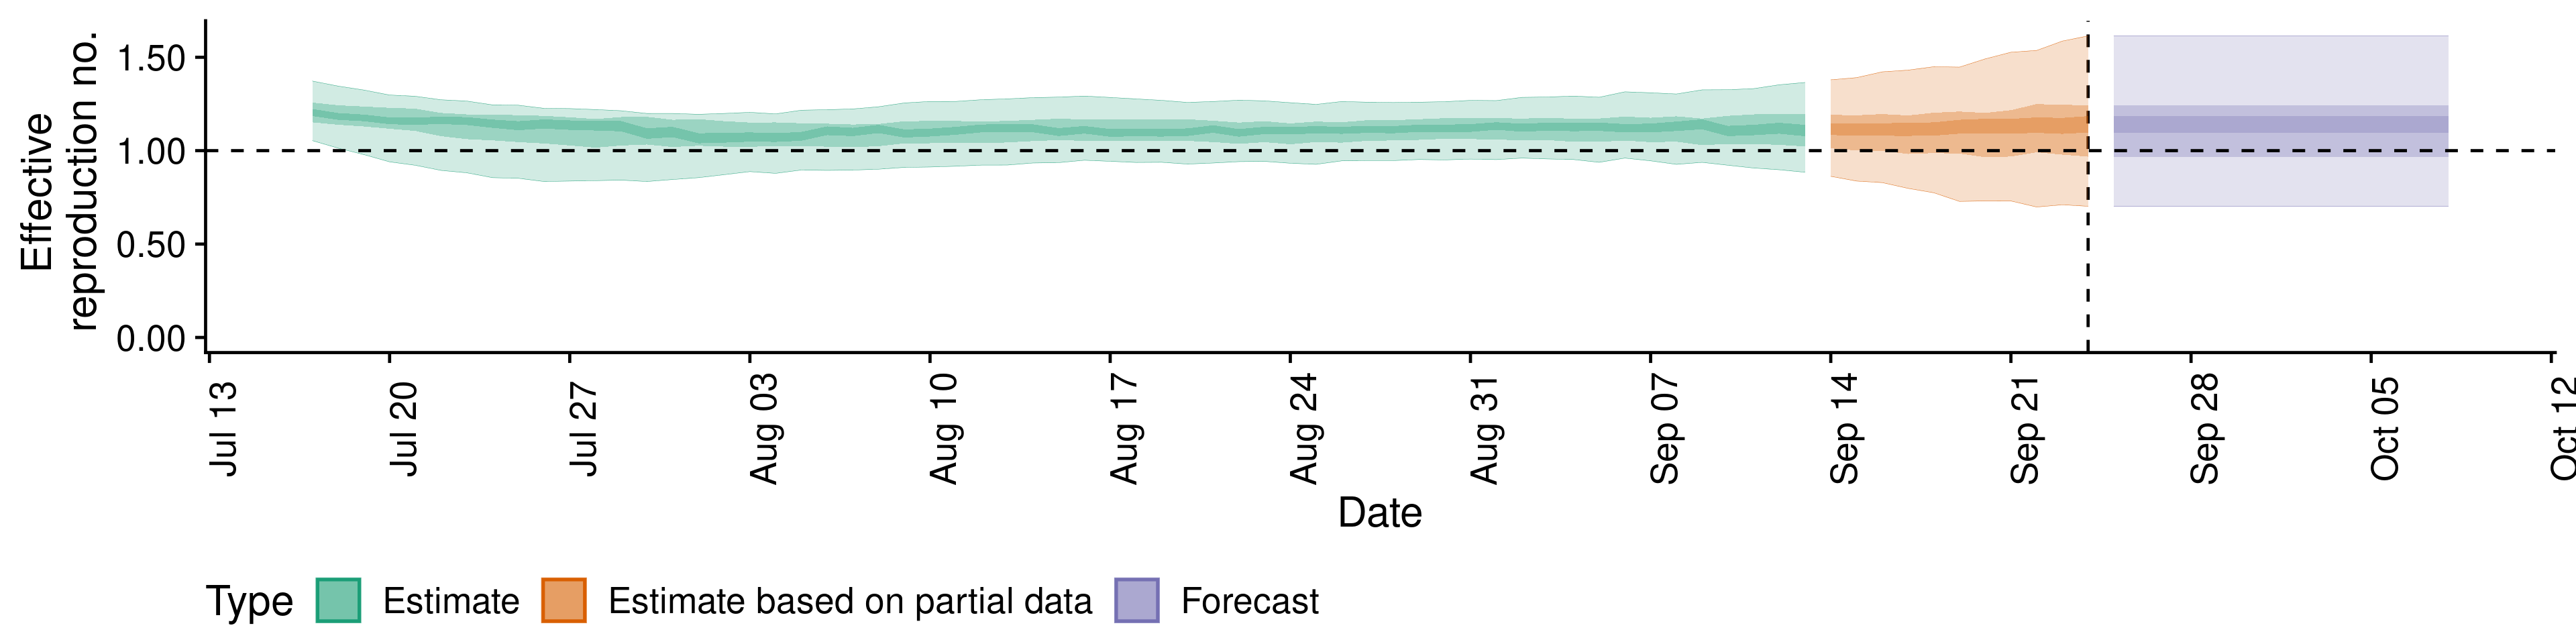 Effective
reproduction no.
1.50
1.00
0.50
0.00
Jul 13
Jul 20
Jul 27
Aug 03
Aug 10
Aug 17
Aug 24
Aug 31
Sep 07
Sep 14
Sep 21
Sep 28
Oct 05
Oct 12
Date
Type Estimate Estimate based on partial data Forecast